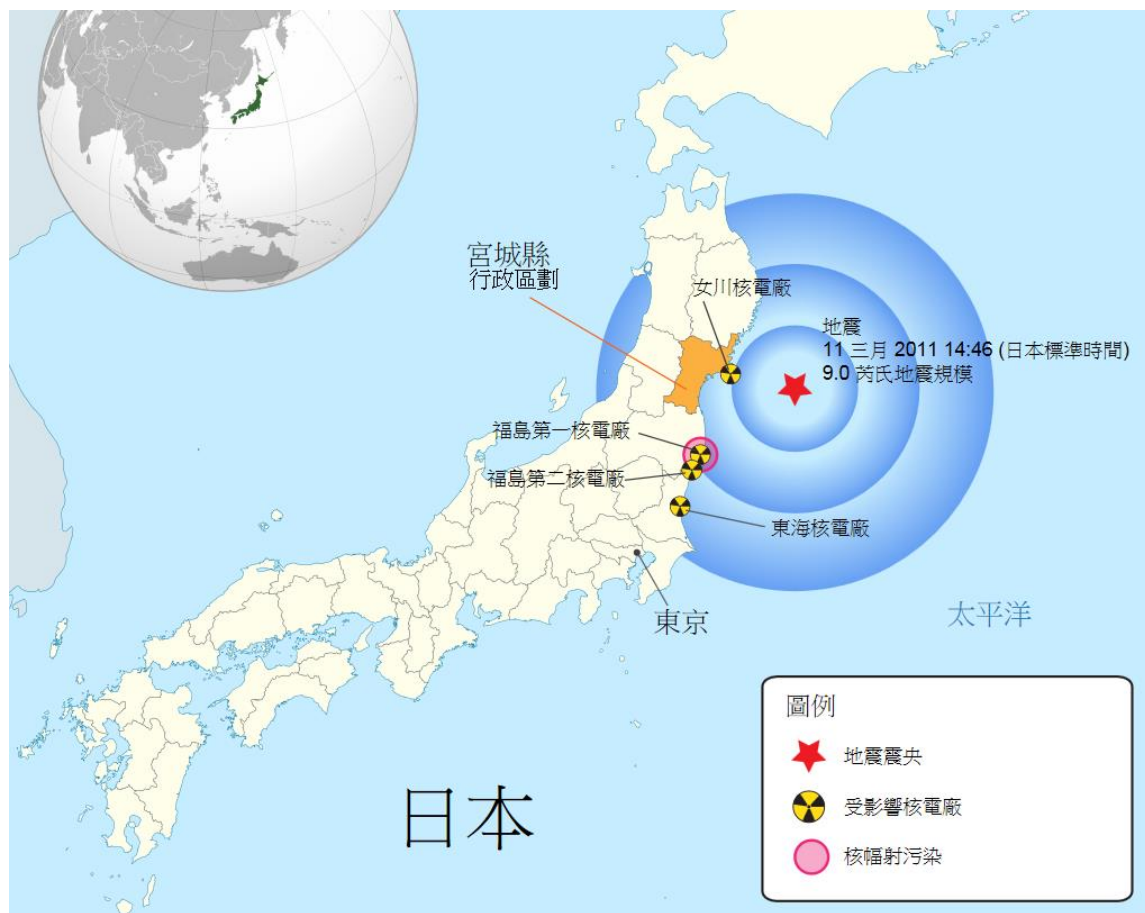 宮城縣
行政區劃
女川核電廠
地震
11 三月 2011 14:46 (日本標準時間)
9.0 芮氏地震規模
福島第一核電廠
福島第二核電廠
東海核電廠
東京
太平洋
日本
圖例
地震震央
受影響核電廠
核幅射污染